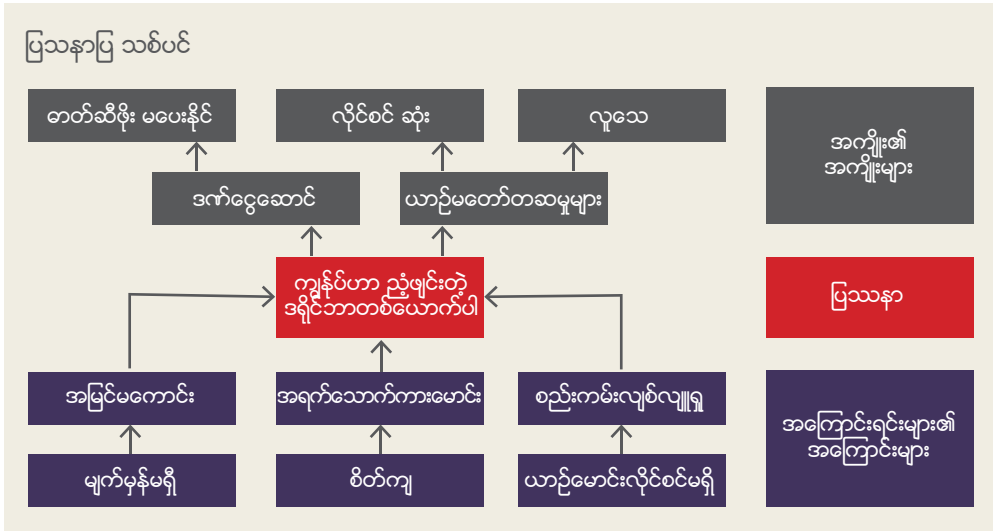 ပြသနာပြ သစ်ပင်
ဓာတ်ဆီဖိုး မပေးနိုင်
လိုင်စင် ဆုံး
လူသေ
အကျိုး၏
အကျိုးများ
ဒဏ်ငွေဆောင်
ယာဉ်မတော်တဆမှုများ
ကျွန်ုပ်ဟာ ညံ့ဖျင်းတဲ့
ဒရိုင်ဘာတစ်ယောက်ပါ
ပြဿနာ
အမြင်မကောင်း
အရက်သောက်ကားမောင်း
စည်းကမ်းလျစ်လျူရှု
အကြောင်းရင်းများ၏
အကြောင်းများ
မျက်မှန်မရှိ
စိတ်ကျ
ယာဉ်မောင်းလိုင်စင်မရှိ